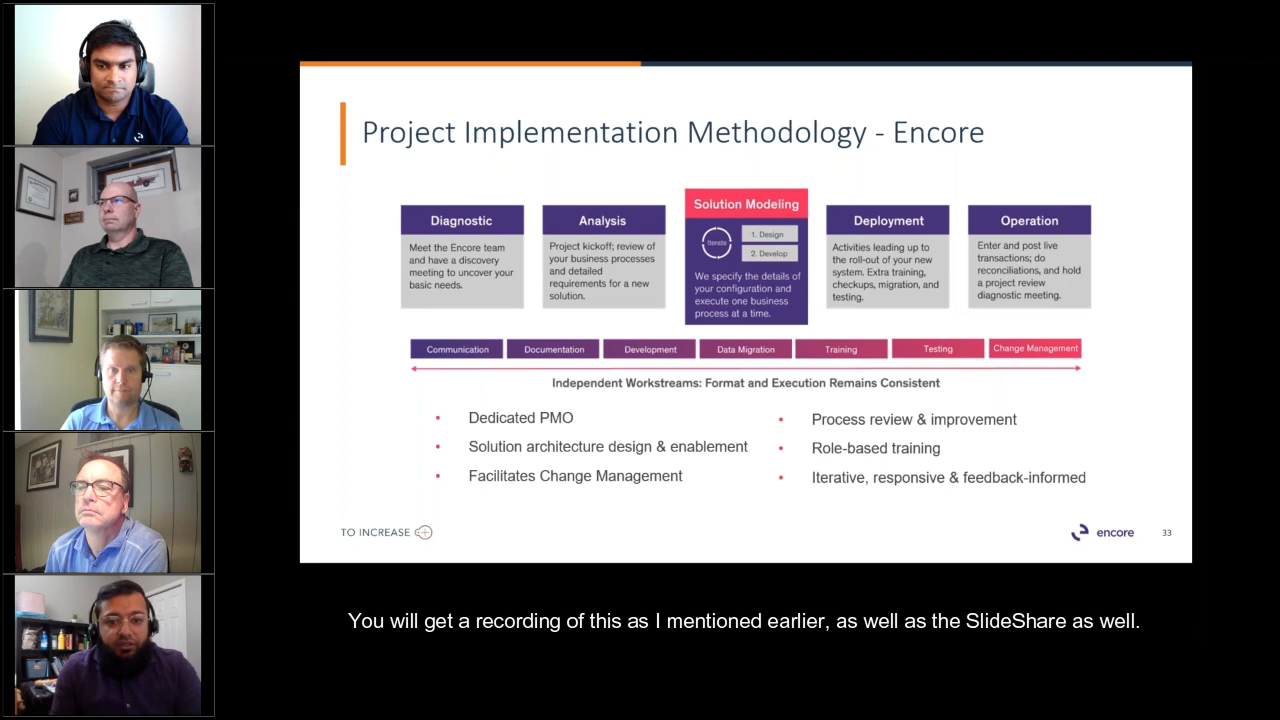 Project Implementation Methodology - Encore
Diagnostic
Meet the Encore team
and have a discovery
meeting to uncover your
basic needs.
Analysis
Project kickoff; review of
your business processes
and detailed
requirements for a new
solution.
Solution Modeling
Iterate
1. Design
2. Develop
We specify the details of
your configuration and
execute one business
process at a time.
Deployment
Activities leading up to
the roll-out of your new
system. Extra training,
checkups, migration, and
testing.
Operation
Enter and post live
transactions; do
reconciliations, and hold
a project review
diagnostic meeting.
Communication
Documentation
Development
Data Migration
Training
Testing
Change Management
Independent Workstreams: Format and Execution Remains Consistent
• Dedicated PMO
• Solution architecture design & enablement
• Facilitates Change Management
• Process review & improvement
• Role-based training
• Iterative, responsive & feedback-informed
TO INCREASE
encore
33
You will get a recording of this as I mentioned earlier, as well as the SlideShare as well.